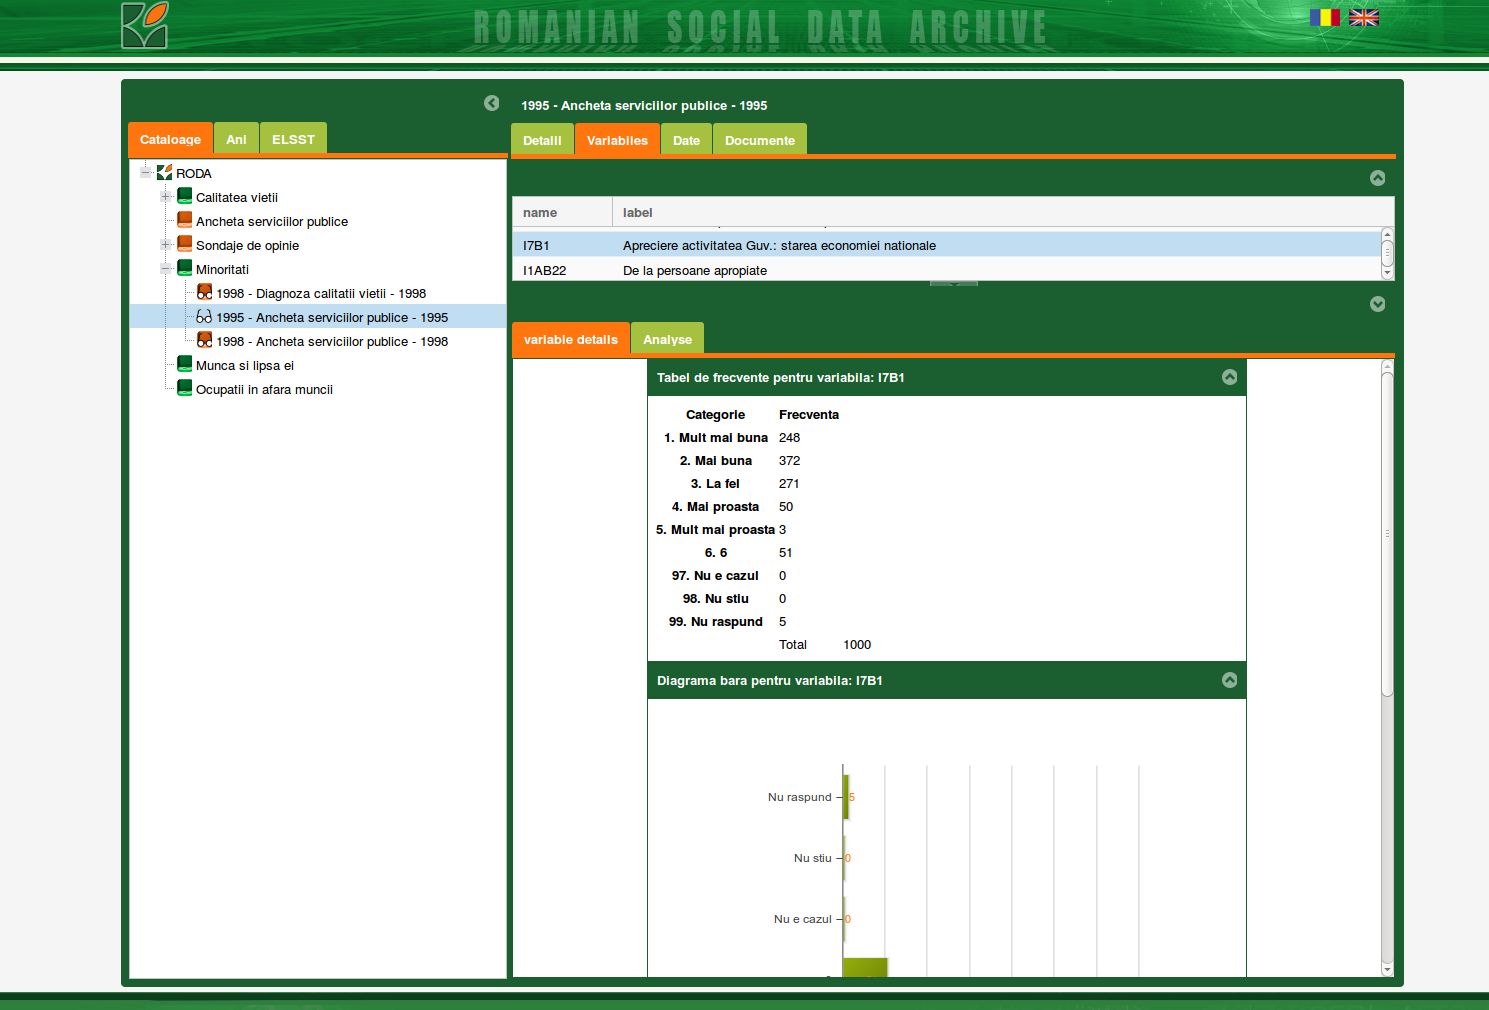 ROMANIAN SOCIAL DATA ARCHIVE
1995 - Ancheta serviciilor publice - 1995
Cataloage Ani ELSST
Detalii Variabiles Date Documente
RODA
Calitatea vietii
Ancheta serviciilor publice
Sondaje de opinie
Minoritati
1998 - Diagnoza calitatii vietii - 1998
1995 - Ancheta serviciilor publice - 1995
1998 - Ancheta serviciilor publice - 1998
Munca si lipsa ei
Ocupatii in afara muncii
name label
I7B1 Apreciere activitatea Guv.: starea economiei nationale
I1AB22 De la persoane apropiate
variable details Analyse
Tabel de frecvente pentru variabila: I7B1
Categorie Frecventa
1. Mult mai buna 248
2. Mai buna 372
3. La fel 271
4. Mai proasta 50
5. Mult mai proasta 3
6. 6 51
97. Nu e cazul 0
98. Nu stiu 0
99. Nu raspund 5
Total 1000
Diagrama bara pentru variabila: I7B1
Nu raspund 5
Nu stiu 0
Nu e cazul 0